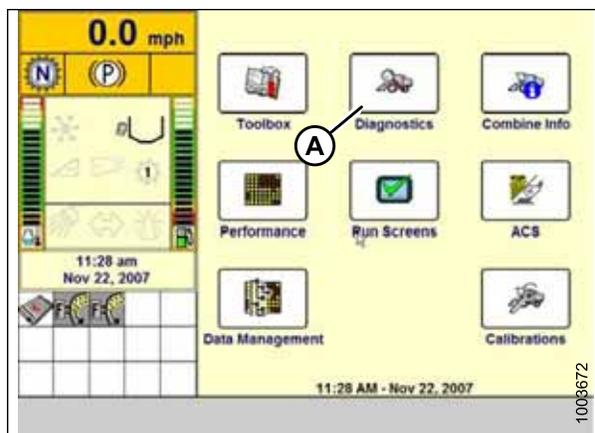 0.0 mph
N (P)
1
11:28 am
Nov 22, 2007
F= F=
Toolbox
Diagnostics
Combine Info
A
Performance
Run Screens
ACS
Data Management
Calibrations
11:28 AM - Nov 22, 2007
1003672